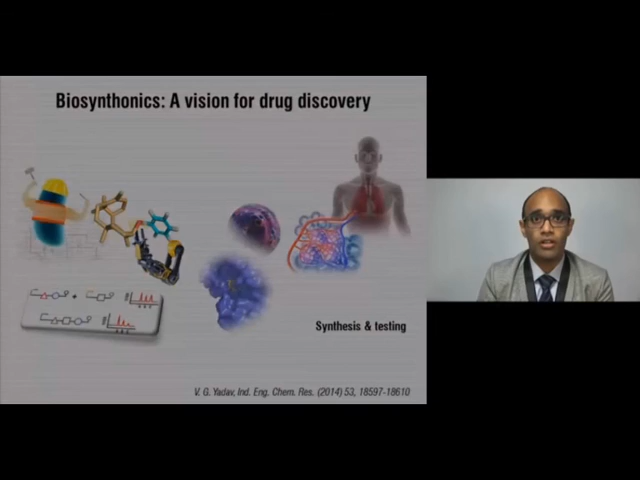 Biosynthonics: A vision for drug discovery
Synthesis & testing
V. G. Yadav, Ind. Eng. Chem. Res. (2014) 53, 18597-18610